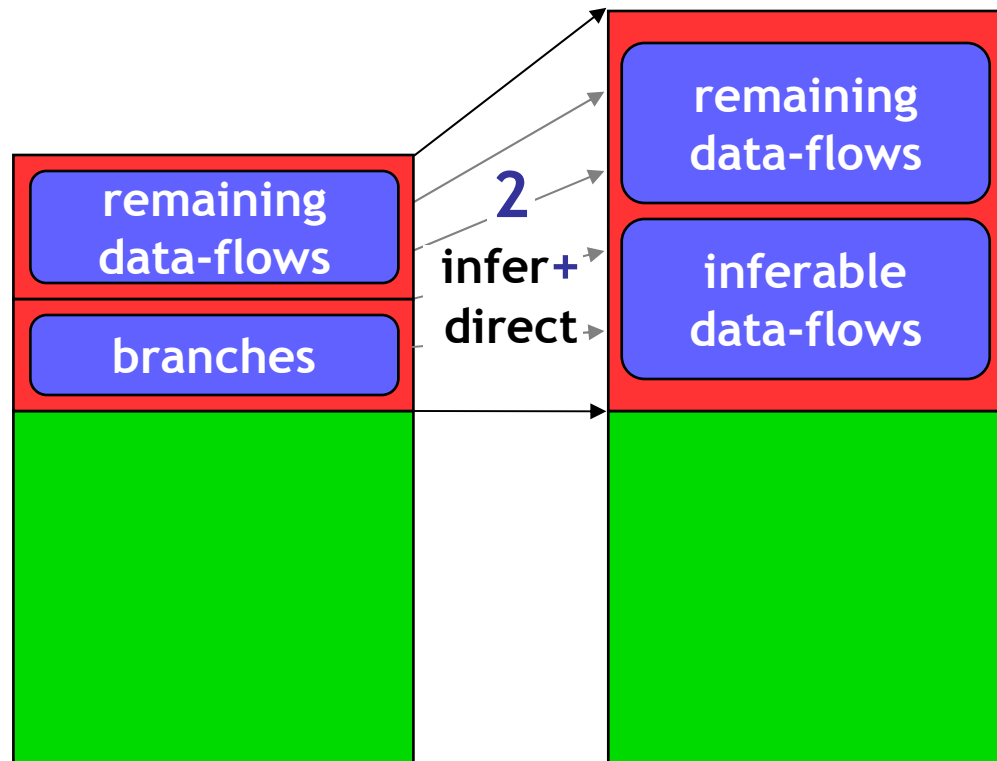 remaining
data-flows
branches
2
infer+
direct
remaining
data-flows
inferable
data-flows